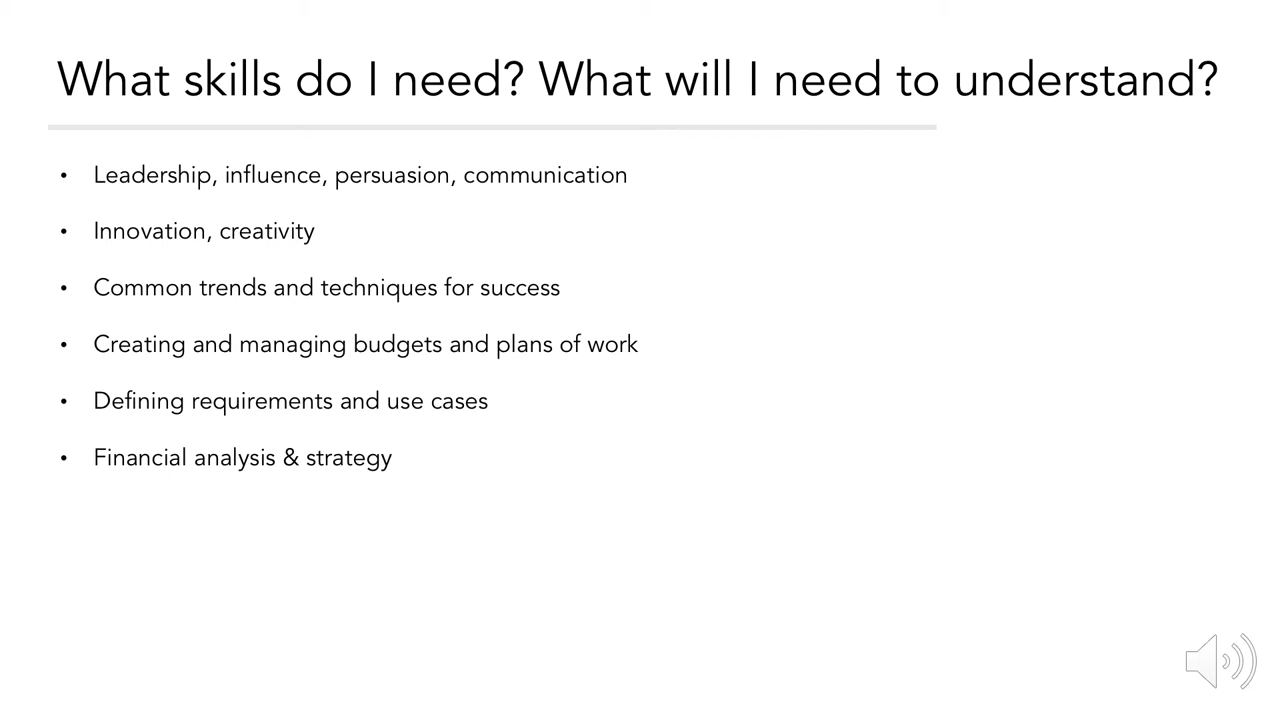 What skills do I need? What will I need to understand?
• Leadership, influence, persuasion, communication
• Innovation, creativity
• Common trends and techniques for success
• Creating and managing budgets and plans of work
• Defining requirements and use cases
• Financial analysis & strategy